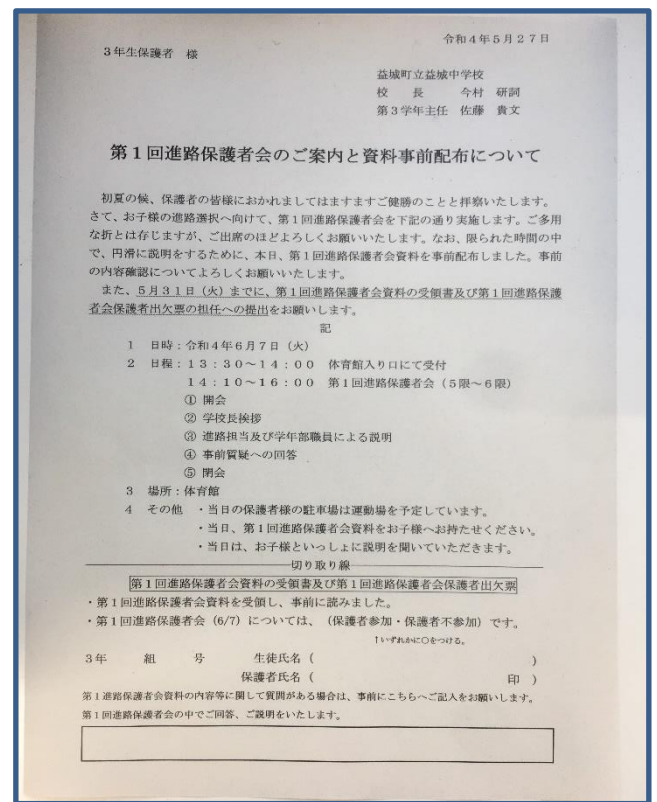 令和4年5月27日
3年生保護者　様
益城町立益城中学校
校　長　　今村　研詞
第3学年主任　佐藤　貴文
第1回進路保護者会のご案内と資料事前配布について
初夏の候、保護者の皆様におかれましてはますますご健勝のことと拝察いたします。
さて、お子様の進路選択へ向けて、第1回進路保護者会を下記の通り実施します。ご多用
な折とは存じますが、ご出席のほどよろしくお願いいたします。なお、限られた時間の中
で、円滑に説明をするために、本日、第1回進路保護者会資料を事前配布しました。事前
の内容確認についてよろしくお願いいたします。
また、5月31日（火）までに、第1回進路保護者会資料の受領書及び第1回進路保護
者会保護者出欠票の担任への提出をお願いします。
記
1　日時：令和4年6月7日（火）
2　日程：13：30～14：00　体育館入り口にて受付
14：10～16：00　第1回進路保護者会（5限～6限）
① 開会
② 学校長挨拶
③ 進路担当及び学年部職員による説明
④ 事前質疑への回答
⑤ 閉会
3　場所：体育館
4　その他　・当日の保護者様の駐車場は運動場を予定しています。
・当日、第1回進路保護者会資料をお子様へお持たせください。
・当日は、お子様といっしょに説明を聞いていただきます。
切り取り線
第1回進路保護者会資料の受領書及び第1回進路保護者会保護者出欠票
・第1回進路保護者会資料を受領し、事前に読みました。
・第1回進路保護者会（6/7）については、（保護者参加・保護者不参加）です。
↑いずれかに○をつける。
3年　　組　　号　　生徒氏名（　　　　　　）
保護者氏名（　　　　　　印　）
第1進路保護者会資料の内容等に関して質問がある場合は、事前にこちらへご記入をお願いします。
第1回進路保護者会の中でご回答、ご説明をいたします。